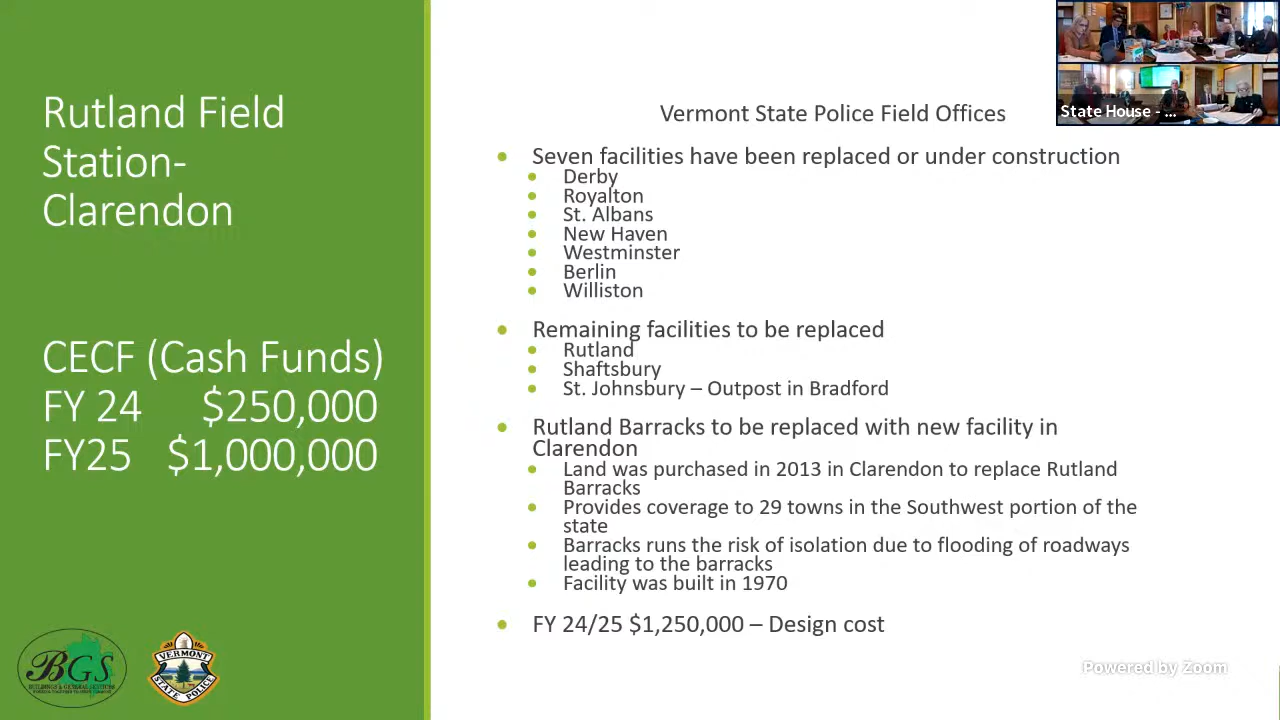 Rutland Field
Station-
Clarendon
CECF (Cash Funds)
FY 24 $250,000
FY25 $1,000,000
BGS
BUILDINGS & GENERAL SERVICES
VERMONT
STATE POLICE
Vermont State Police Field Offices
• Seven facilities have been replaced or under construction
• Derby
• Royalton
• St. Albans
• New Haven
• Westminster
• Berlin
• Williston
• Remaining facilities to be replaced
• Rutland
• Shaftsbury
• St. Johnsbury – Outpost in Bradford
• Rutland Barracks to be replaced with new facility in
Clarendon
• Land was purchased in 2013 in Clarendon to replace Rutland
Barracks
• Provides coverage to 29 towns in the Southwest portion of the
state
• Barracks runs the risk of isolation due to flooding of roadways
leading to the barracks
• Facility was built in 1970
• FY 24/25 $1,250,000 – Design cost
State House - ...
Powered by Zoom